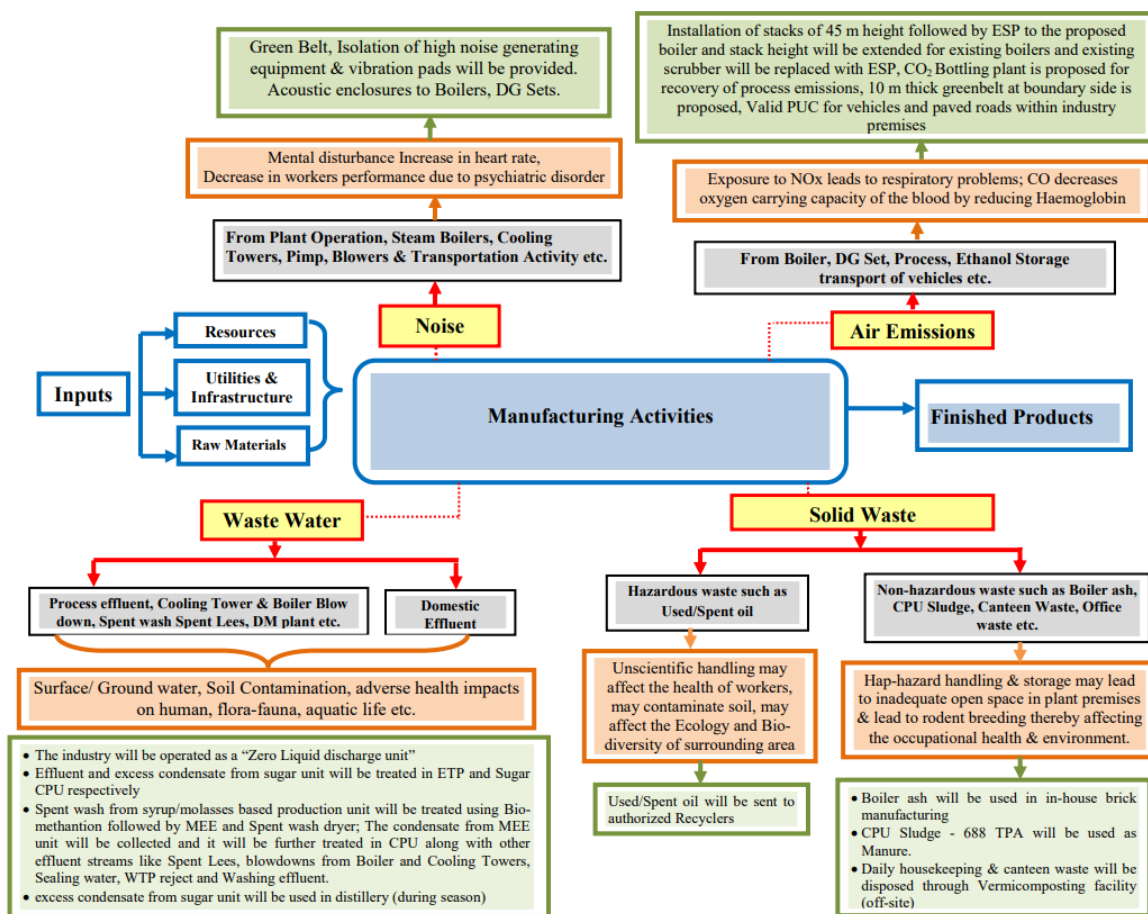 Green Belt, Isolation of high noise generating
equipment & vibration pads will be provided.
Acoustic enclosures to Boilers, DG Sets.
Installation of stacks of 45 m height followed by ESP to the proposed
boiler and stack height will be extended for existing boilers and existing
scrubber will be replaced with ESP, CO₂ Bottling plant is proposed for
recovery of process emissions, 10 m thick greenbelt at boundary side is
proposed, Valid PUC for vehicles and paved roads within industry
premises
Mental disturbance Increase in heart rate,
Decrease in workers performance due to psychiatric disorder
Exposure to NOx leads to respiratory problems; CO decreases
oxygen carrying capacity of the blood by reducing Haemoglobin
From Plant Operation, Steam Boilers, Cooling
Towers, Pimp, Blowers & Transportation Activity etc.
From Boiler, DG Set, Process, Ethanol Storage
transport of vehicles etc.
Noise
Air Emissions
Inputs
Resources
Utilities &
Infrastructure
Raw Materials
Manufacturing Activities
Finished Products
Waste Water
Solid Waste
Process effluent, Cooling Tower & Boiler Blow
down, Spent wash Spent Lees, DM plant etc.
Domestic
Effluent
Hazardous waste such as
Used/Spent oil
Non-hazardous waste such as Boiler ash,
CPU Sludge, Canteen Waste, Office
waste etc.
Surface/ Ground water, Soil Contamination, adverse health impacts
on human, flora-fauna, aquatic life etc.
Unscientific handling may
affect the health of workers,
may contaminate soil, may
affect the Ecology and Bio-
diversity of surrounding area
Hap-hazard handling & storage may lead
to inadequate open space in plant premises
& lead to rodent breeding thereby affecting
the occupational health & environment.
• The industry will be operated as a “Zero Liquid discharge unit”
• Effluent and excess condensate from sugar unit will be treated in ETP and Sugar
CPU respectively
• Spent wash from syrup/molasses based production unit will be treated using Bio-
methantion followed by MEE and Spent wash dryer; The condensate from MEE
unit will be collected and it will be further treated in CPU along with other
effluent streams like Spent Lees, blowdowns from Boiler and Cooling Towers,
Sealing water, WTP reject and Washing effluent.
• excess condensate from sugar unit will be used in distillery (during season)
Used/Spent oil will be sent to
authorized Recyclers
• Boiler ash will be used in in-house brick
manufacturing
• CPU Sludge - 688 TPA will be used as
Manure.
• Daily housekeeping & canteen waste will be
disposed through Vermicomposting facility
(off-site)